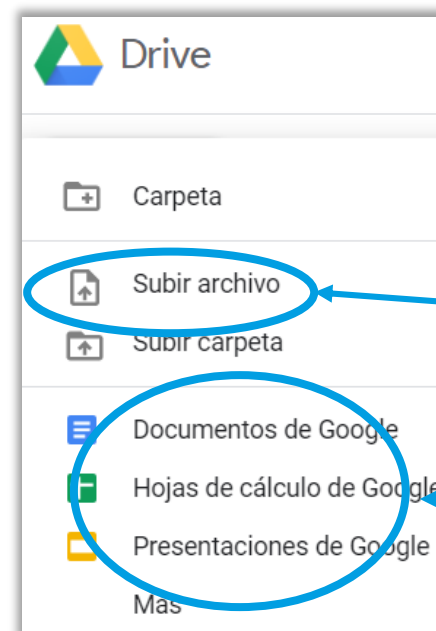 Drive
Carpeta
Subir archivo
Subir carpeta
Documentos de Google
Hojas de cálculo de Google
Presentaciones de Google
Más